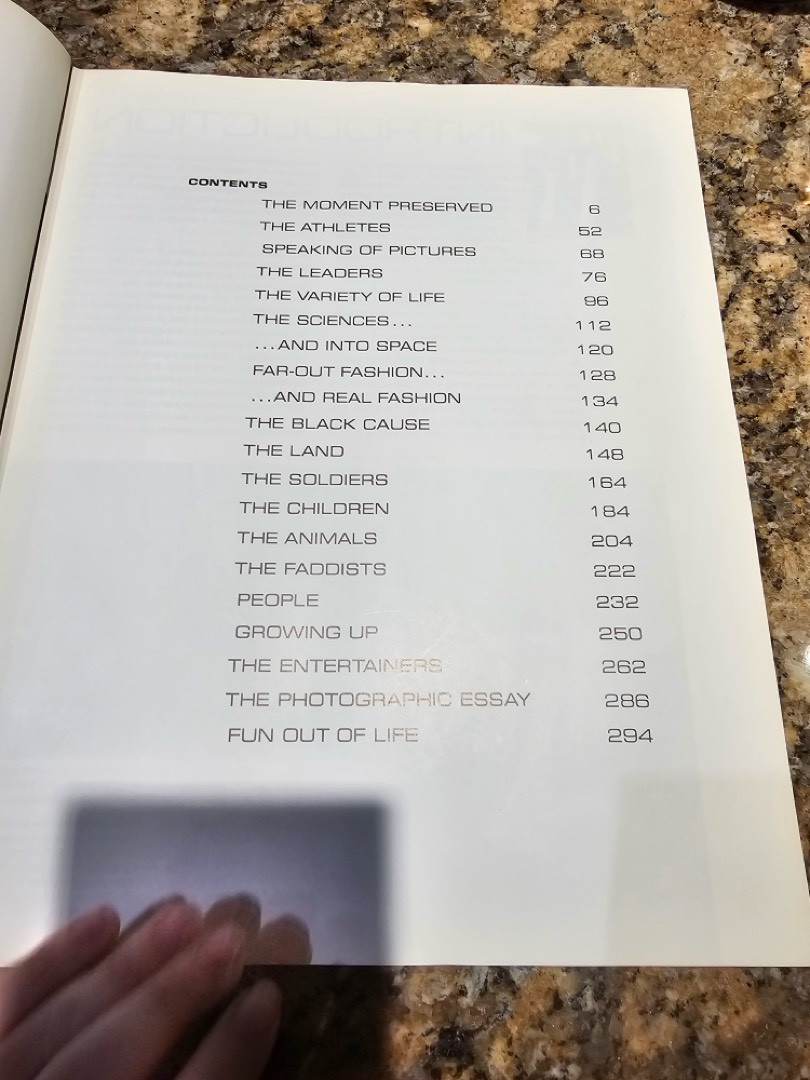 INTRODUCTION
CONTENTS
THE MOMENT PRESERVED 6
THE ATHLETES 52
SPEAKING OF PICTURES 68
THE LEADERS 76
THE VARIETY OF LIFE 96
THE SCIENCES... 112
...AND INTO SPACE 120
FAR-OUT FASHION... 128
...AND REAL FASHION 134
THE BLACK CAUSE 140
THE LAND 148
THE SOLDIERS 164
THE CHILDREN 184
THE ANIMALS 204
THE FADDISTS 222
PEOPLE 232
GROWING UP 250
THE ENTERTAINERS 262
THE PHOTOGRAPHIC ESSAY 286
FUN OUT OF LIFE 294